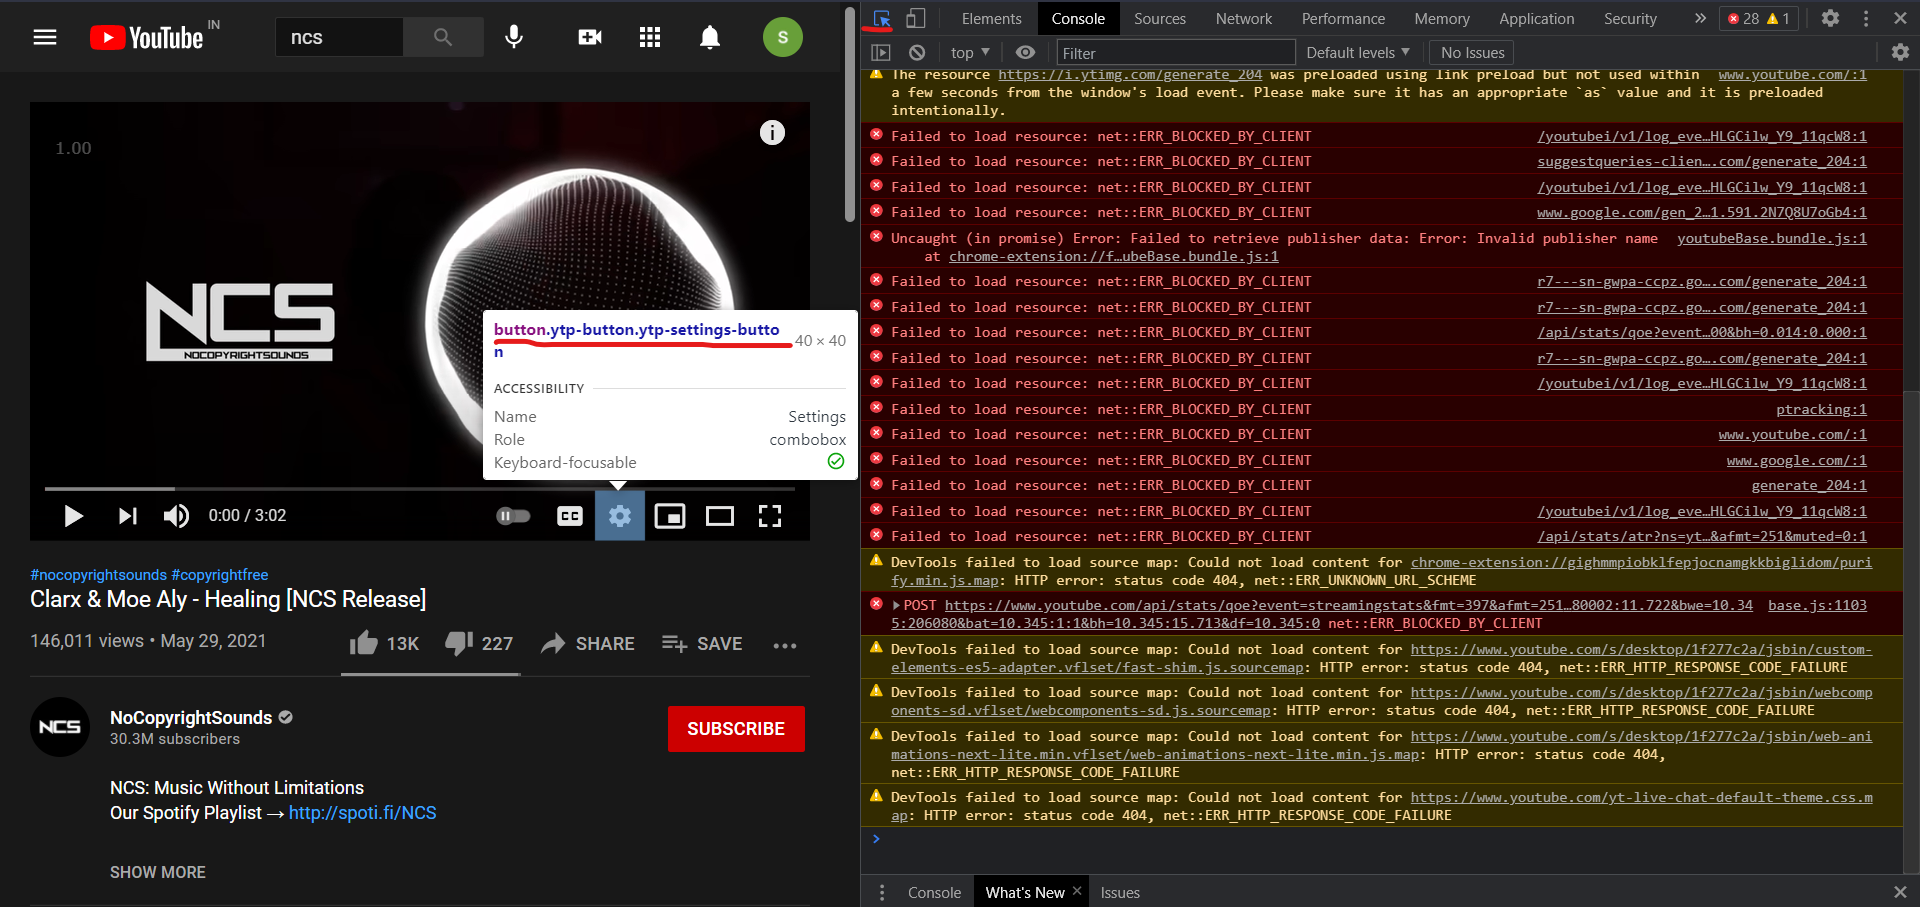 YouTube IN
ncs
S
1.00
i
NCS
NOCOPYRIGHTSOUNDS
button.ytp-button.ytp-settings-butto
n
40 × 40
ACCESSIBILITY
Name Settings
Role combobox
Keyboard-focusable
0:00 / 3:02
CC
#nocopyrightsounds #copyrightfree
Clarx & Moe Aly - Healing [NCS Release]
146,011 views • May 29, 2021
13K 227 SHARE SAVE
NCS
NoCopyrightSounds
30.3M subscribers
SUBSCRIBE
NCS: Music Without Limitations
Our Spotify Playlist → http://spoti.fi/NCS
SHOW MORE
Elements Console Sources Network Performance Memory Application Security » 28 1
top Filter Default levels No Issues
The resource https://i.ytimg.com/generate_204 was preloaded using link preload but not used within www.youtube.com/:1
a few seconds from the window's load event. Please make sure it has an appropriate `as` value and it is preloaded
intentionally.
Failed to load resource: net::ERR_BLOCKED_BY_CLIENT /youtubei/v1/log_eve…HLGCilw_Y9_11qcW8:1
Failed to load resource: net::ERR_BLOCKED_BY_CLIENT suggestqueries-clien….com/generate_204:1
Failed to load resource: net::ERR_BLOCKED_BY_CLIENT /youtubei/v1/log_eve…HLGCilw_Y9_11qcW8:1
Failed to load resource: net::ERR_BLOCKED_BY_CLIENT www.google.com/gen_2…1.591.2N7Q8U7oGb4:1
Uncaught (in promise) Error: Failed to retrieve publisher data: Error: Invalid publisher name youtubeBase.bundle.js:1
at chrome-extension://f…ubeBase.bundle.js:1
Failed to load resource: net::ERR_BLOCKED_BY_CLIENT r7---sn-gwpa-ccpz.go….com/generate_204:1
Failed to load resource: net::ERR_BLOCKED_BY_CLIENT r7---sn-gwpa-ccpz.go….com/generate_204:1
Failed to load resource: net::ERR_BLOCKED_BY_CLIENT /api/stats/qoe?event…00&bh=0.014:0.000:1
Failed to load resource: net::ERR_BLOCKED_BY_CLIENT r7---sn-gwpa-ccpz.go….com/generate_204:1
Failed to load resource: net::ERR_BLOCKED_BY_CLIENT /youtubei/v1/log_eve…HLGCilw_Y9_11qcW8:1
Failed to load resource: net::ERR_BLOCKED_BY_CLIENT ptracking:1
Failed to load resource: net::ERR_BLOCKED_BY_CLIENT www.youtube.com/:1
Failed to load resource: net::ERR_BLOCKED_BY_CLIENT www.google.com/:1
Failed to load resource: net::ERR_BLOCKED_BY_CLIENT generate_204:1
Failed to load resource: net::ERR_BLOCKED_BY_CLIENT /youtubei/v1/log_eve…HLGCilw_Y9_11qcW8:1
Failed to load resource: net::ERR_BLOCKED_BY_CLIENT /api/stats/atr?ns=yt…&afmt=251&muted=0:1
DevTools failed to load source map: Could not load content for chrome-extension://gighmmpiobklfepjocnamgkkbiglidom/puri
fy.min.js.map: HTTP error: status code 404, net::ERR_UNKNOWN_URL_SCHEME
POST https://www.youtube.com/api/stats/qoe?event=streamingstats&fmt=397&afmt=251…80002:11.722&bwe=10.34 base.js:1103
5:206080&bat=10.345:1:1&bh=10.345:15.713&df=10.345:0 net::ERR_BLOCKED_BY_CLIENT
DevTools failed to load source map: Could not load content for https://www.youtube.com/s/desktop/1f277c2a/jsbin/custom-
elements-es5-adapter.vflset/fast-shim.js.sourcemap: HTTP error: status code 404, net::ERR_HTTP_RESPONSE_CODE_FAILURE
DevTools failed to load source map: Could not load content for https://www.youtube.com/s/desktop/1f277c2a/jsbin/webcomp
onents-sd.vflset/webcomponents-sd.js.sourcemap: HTTP error: status code 404, net::ERR_HTTP_RESPONSE_CODE_FAILURE
DevTools failed to load source map: Could not load content for https://www.youtube.com/s/desktop/1f277c2a/jsbin/web-ani
mations-next-lite.min.vflset/web-animations-next-lite.min.js.map: HTTP error: status code 404,
net::ERR_HTTP_RESPONSE_CODE_FAILURE
DevTools failed to load source map: Could not load content for https://www.youtube.com/yt-live-chat-default-theme.css.m
ap: HTTP error: status code 404, net::ERR_HTTP_RESPONSE_CODE_FAILURE
Console What's New Issues